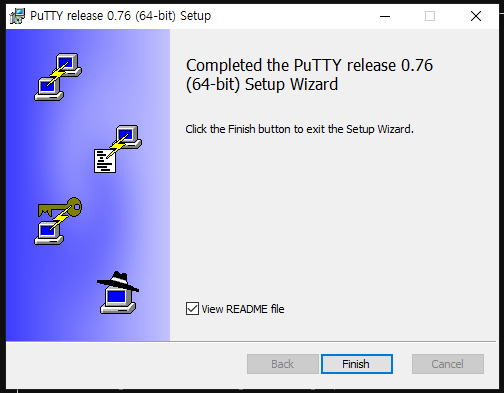 PuTTY release 0.76 (64-bit) Setup
Completed the PuTTY release 0.76
(64-bit) Setup Wizard
Click the Finish button to exit the Setup Wizard.
View README file
Back
Finish
Cancel